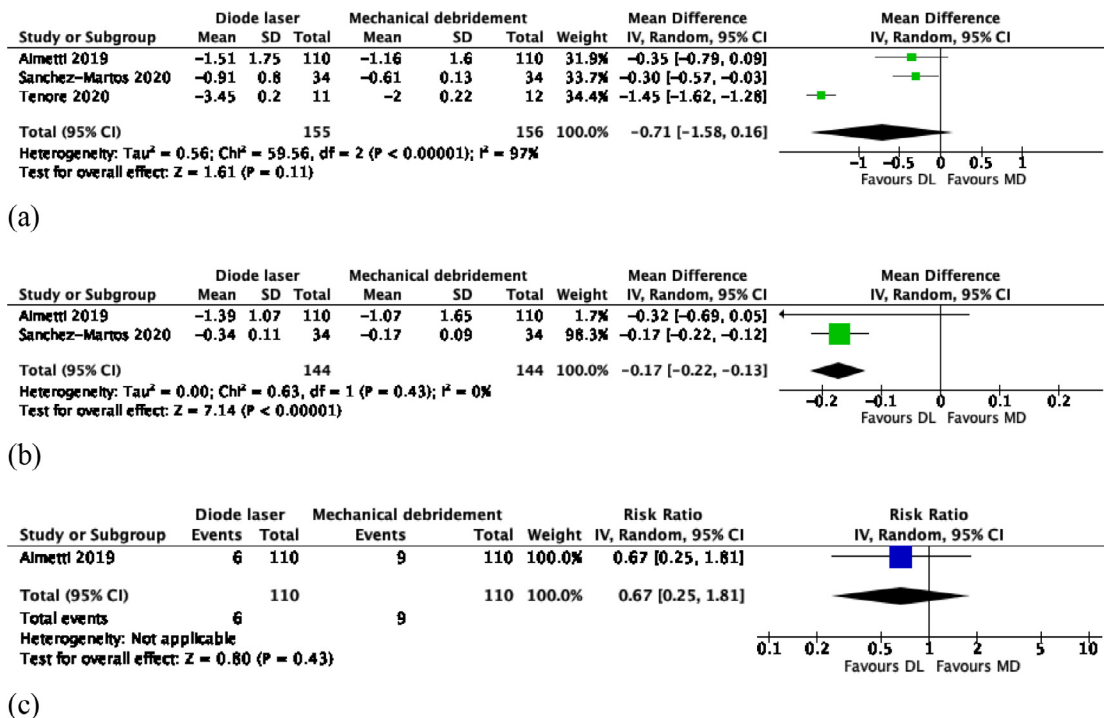 Diode laser Mechanical debridement Mean Difference Mean Difference
Study or Subgroup Mean SD Total Mean SD Total Weight IV, Random, 95% CI IV, Random, 95% CI
Aimetti 2019 −1.51 1.75 110 −1.16 1.6 110 31.9% −0.35 [−0.79, 0.09]
Sanchez−Martos 2020 −0.91 0.8 34 −0.61 0.13 34 33.7% −0.30 [−0.57, −0.03]
Tenore 2020 −3.45 0.2 11 −2 0.22 12 34.4% −1.45 [−1.62, −1.28]
Total (95% CI) 155 156 100.0% −0.71 [−1.58, 0.16]
Heterogeneity: Tau² = 0.56; Chi² = 59.56, df = 2 (P < 0.00001); I² = 97%
Test for overall effect: Z = 1.61 (P = 0.11)
−1 −0.5 0 0.5 1
Favours DL Favours MD
(a)
Diode laser Mechanical debridement Mean Difference Mean Difference
Study or Subgroup Mean SD Total Mean SD Total Weight IV, Random, 95% CI IV, Random, 95% CI
Aimetti 2019 −1.39 1.07 110 −1.07 1.65 110 1.7% −0.32 [−0.69, 0.05]
Sanchez−Martos 2020 −0.34 0.11 34 −0.17 0.09 34 98.3% −0.17 [−0.22, −0.12]
Total (95% CI) 144 144 100.0% −0.17 [−0.22, −0.13]
Heterogeneity: Tau² = 0.00; Chi² = 0.63, df = 1 (P = 0.43); I² = 0%
Test for overall effect: Z = 7.14 (P < 0.00001)
−0.2 −0.1 0 0.1 0.2
Favours DL Favours MD
(b)
Diode laser Mechanical debridement Risk Ratio Risk Ratio
Study or Subgroup Events Total Events Total Weight IV, Random, 95% CI IV, Random, 95% CI
Aimetti 2019 6 110 9 110 100.0% 0.67 [0.25, 1.81]
Total (95% CI) 110 110 100.0% 0.67 [0.25, 1.81]
Total events 6 9
Heterogeneity: Not applicable
Test for overall effect: Z = 0.80 (P = 0.43)
0.1 0.2 0.5 1 2 5 10
Favours DL Favours MD
(c)